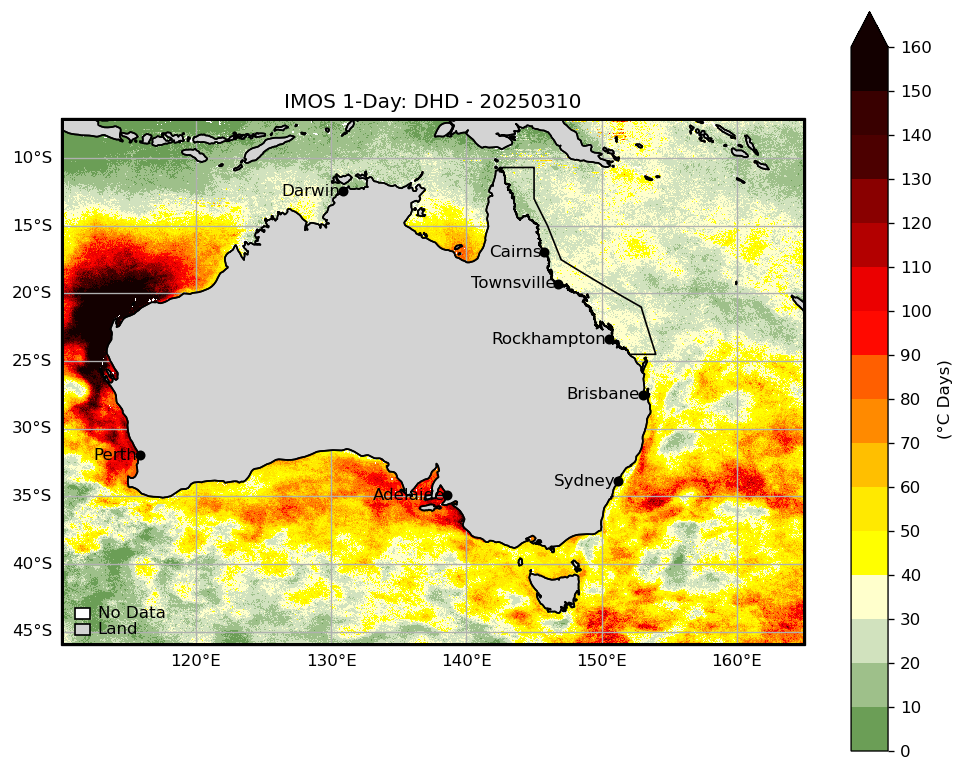 IMOS 1-Day: DHD - 20250310
10°S
15°S
20°S
25°S
30°S
35°S
40°S
45°S
120°E
130°E
140°E
150°E
160°E
Darwin
Cairns
Townsville
Rockhampton
Brisbane
Perth
Sydney
Adelaide
No Data
Land
160
150
140
130
120
110
100
90
80
70
60
50
40
30
20
10
0
(°C Days)